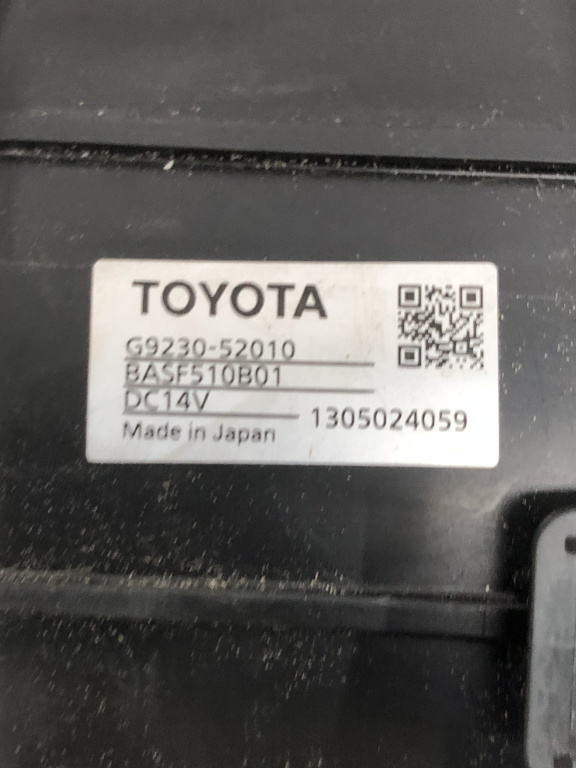 TOYOTA
G9230-52010
BASF510B01
DC14V
1305024059
Made in Japan